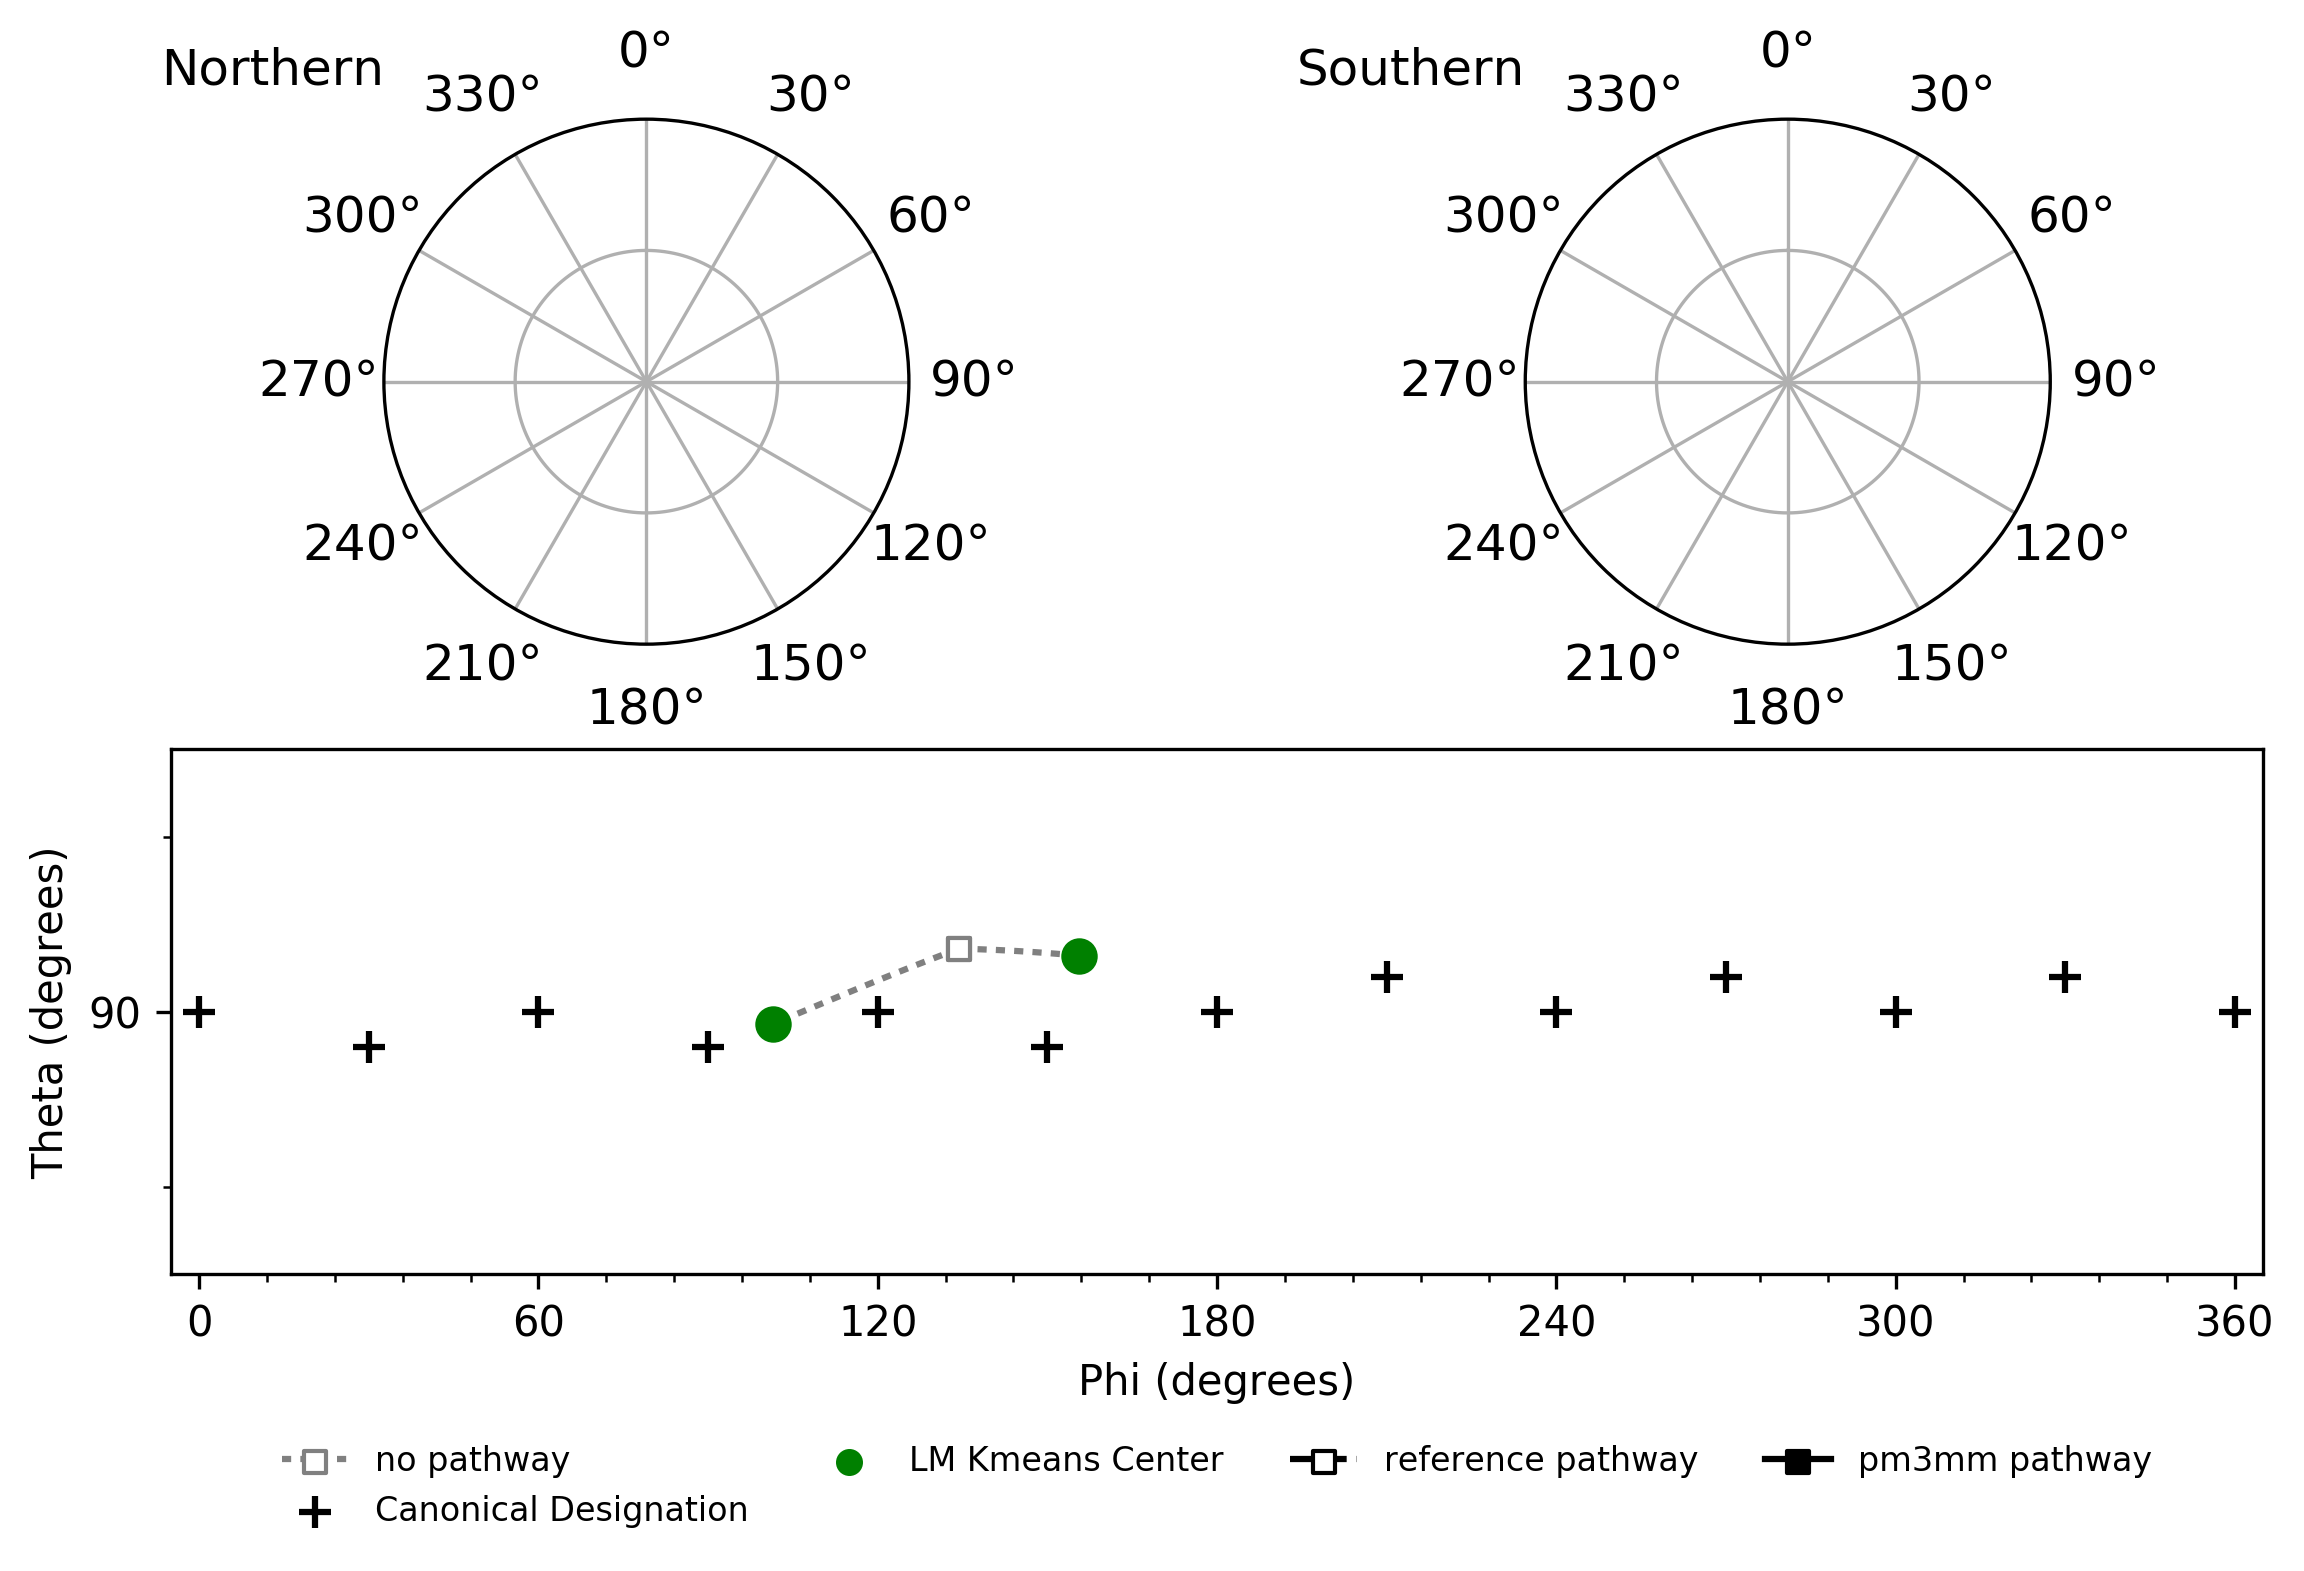 Northern
0°
30°
60°
90°
120°
150°
180°
210°
240°
270°
300°
330°
Southern
0°
30°
60°
90°
120°
150°
180°
210°
240°
270°
300°
330°
Theta (degrees)
90
0 60 120 180 240 300 360
Phi (degrees)
no pathway
Canonical Designation
LM Kmeans Center
reference pathway
pm3mm pathway